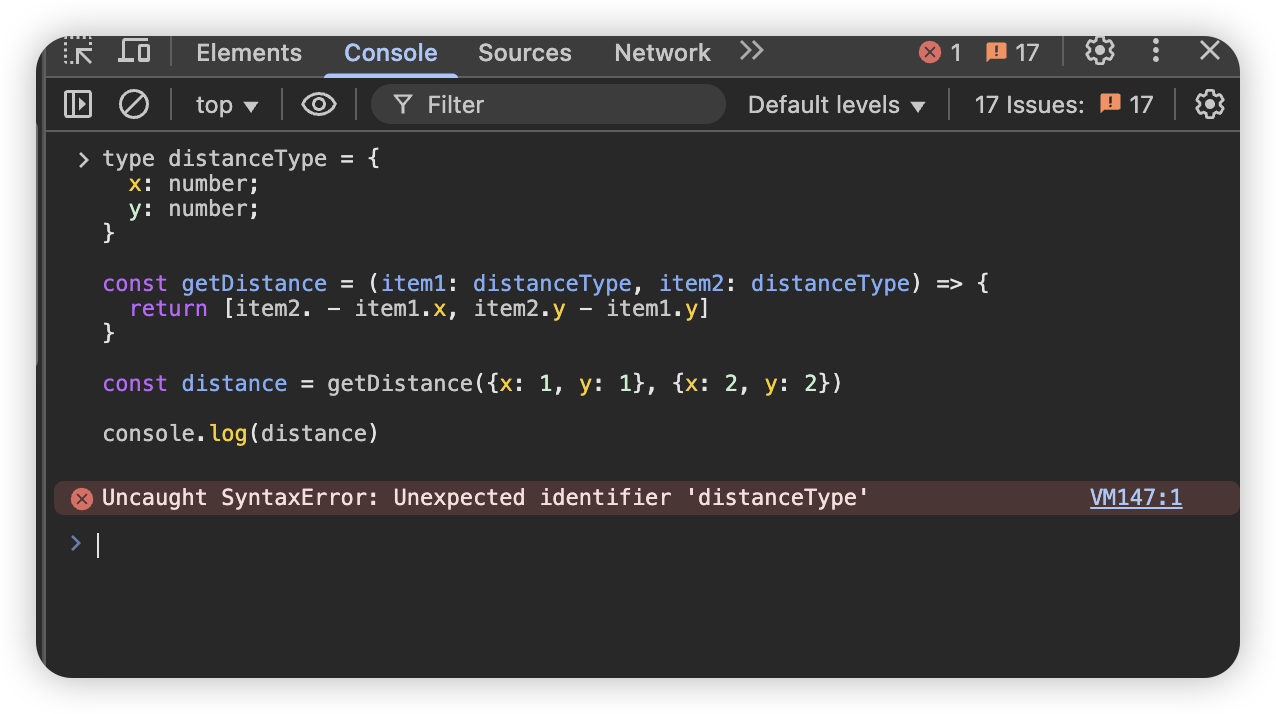 Elements Console Sources Network 1 17
top Filter Default levels 17 Issues: 17
type distanceType = {
x: number;
y: number;
}
const getDistance = (item1: distanceType, item2: distanceType) => {
return [item2. - item1.x, item2.y - item1.y]
}
const distance = getDistance({x: 1, y: 1}, {x: 2, y: 2})
console.log(distance)
Uncaught SyntaxError: Unexpected identifier 'distanceType' VM147:1